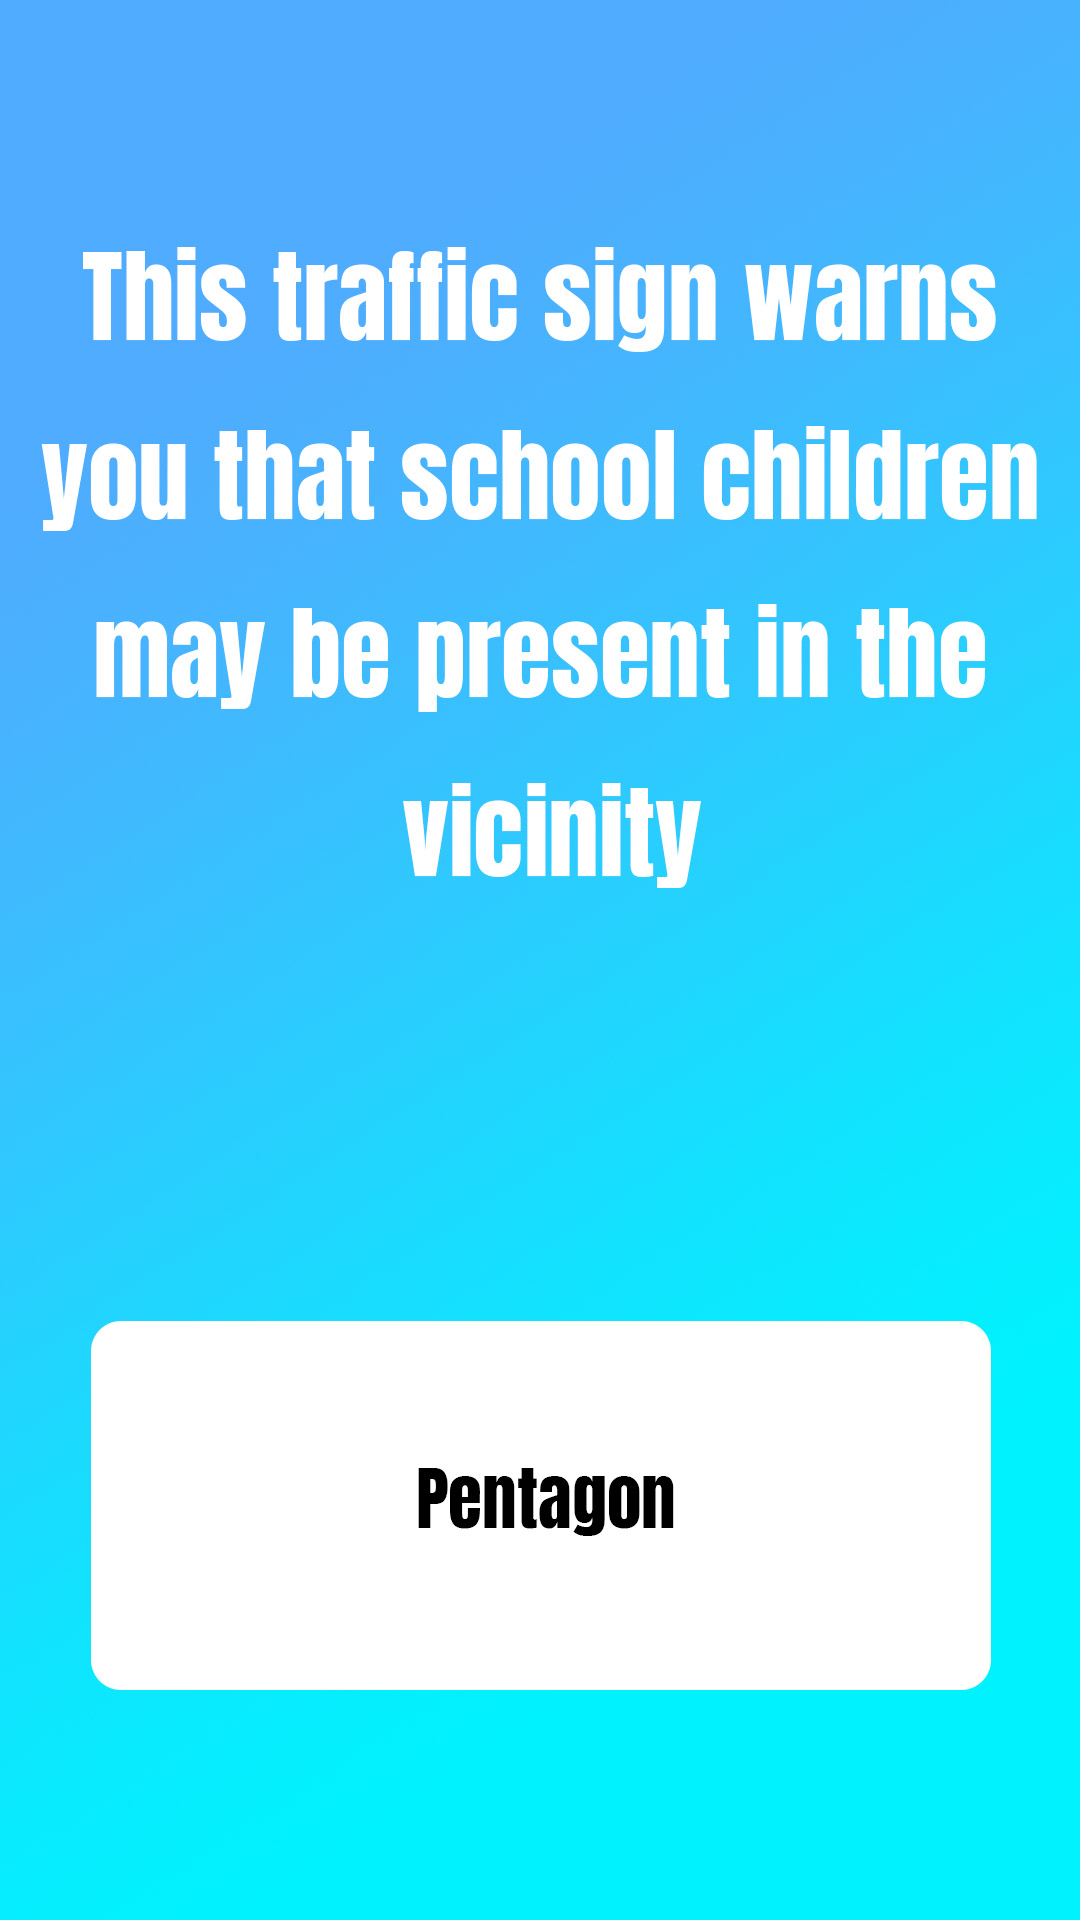 This traffic sign warns
you that school children
may be present in the
vicinity
Pentagon